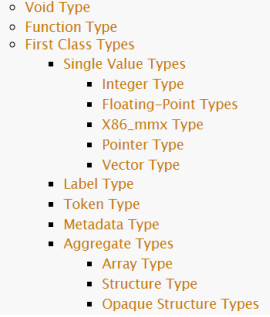 Void Type
Function Type
First Class Types
Single Value Types
Integer Type
Floating-Point Types
X86_mmx Type
Pointer Type
Vector Type
Label Type
Token Type
Metadata Type
Aggregate Types
Array Type
Structure Type
Opaque Structure Types